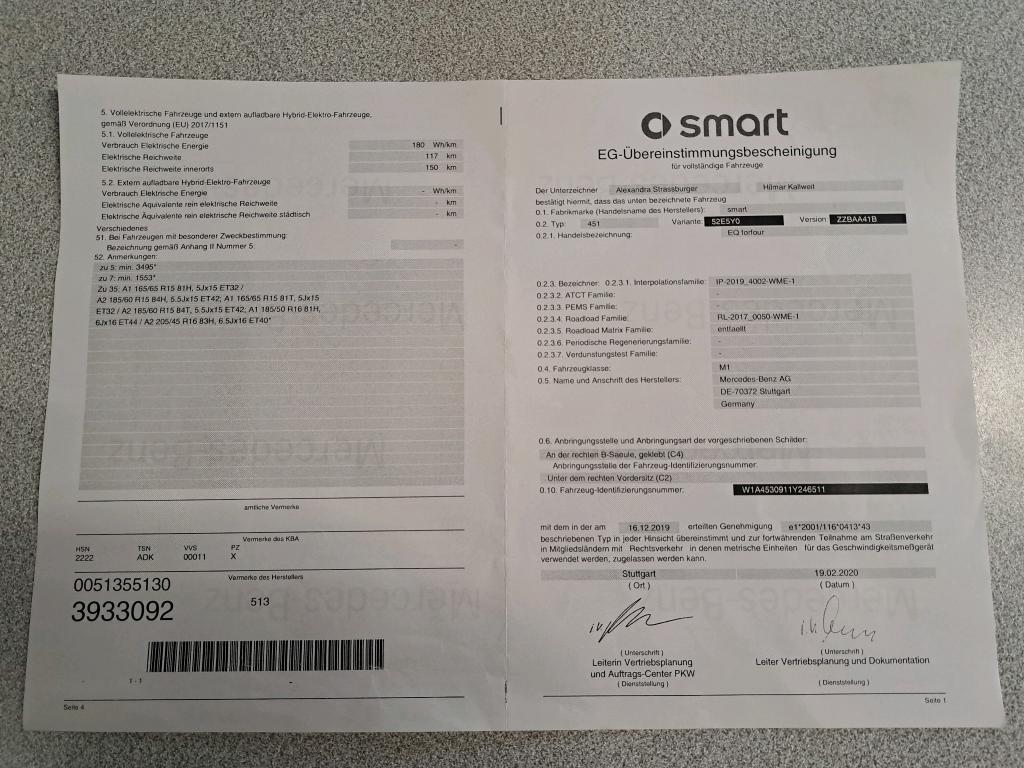 5. Vollelektrische Fahrzeuge und extern aufladbare Hybrid-Elektro-Fahrzeuge,
gemäß Verordnung (EU) 2017/1151
5.1. Vollelektrische Fahrzeuge
Verbrauch Elektrische Energie 180 Wh/km
Elektrische Reichweite 117 km
Elektrische Reichweite innerorts 150 km
5.2. Extern aufladbare Hybrid-Elektro-Fahrzeuge
Verbrauch Elektrische Energie - Wh/km
Elektrische Äquivalente rein elektrische Reichweite - km
Elektrische Äquivalente rein elektrische Reichweite städtisch - km
Verschiedenes
51. Bei Fahrzeugen mit besonderer Zweckbestimmung:
Bezeichnung gemäß Anhang II Nummer 5: -
52. Anmerkungen:
zu 5: min. 3495*
zu 7: min. 1553*
Zu 35: A1 165/65 R15 81H, 5Jx15 ET32 /
A2 185/60 R15 84H, 5.5Jx15 ET42; A1 165/65 R15 81T, 5Jx15
ET32 / A2 185/60 R15 84T, 5.5Jx15 ET42; A1 185/50 R16 81H,
6Jx16 ET44 / A2 205/45 R16 83H, 6.5Jx16 ET40*
amtliche Vermerke
Vermerke des KBA
HSN TSN VVS PZ
2222 ADK 00011 X
Vermerke des Herstellers
0051355130
3933092 513
1 - 1 -
Seite 4
smart
EG-Übereinstimmungsbescheinigung
für vollständige Fahrzeuge
Der Unterzeichner Alexandra Strassburger Hilmar Kallweit
bestätigt hiermit, dass das unten bezeichnete Fahrzeug
0.1. Fabrikmarke (Handelsname des Herstellers): smart
0.2. Typ: 451 Variante: 52E5Y0 Version: ZZBAA41B
0.2.1. Handelsbezeichnung: EQ forfour
0.2.3. Bezeichner: 0.2.3.1. Interpolationsfamilie: IP-2019_4002-WME-1
0.2.3.2. ATCT Familie: -
0.2.3.3. PEMS Familie: -
0.2.3.4. Roadload Familie: RL-2017_0050-WME-1
0.2.3.5. Roadload Matrix Familie: entfaellt
0.2.3.6. Periodische Regenerierungsfamilie: -
0.2.3.7. Verdunstungstest Familie: -
0.4. Fahrzeugklasse: M1
0.5. Name und Anschrift des Herstellers: Mercedes-Benz AG
DE-70372 Stuttgart
Germany
0.6. Anbringungsstelle und Anbringungsart der vorgeschriebenen Schilder:
An der rechten B-Saeule, geklebt (C4)
Anbringungsstelle der Fahrzeug-Identifizierungsnummer:
Unter dem rechten Vordersitz (C2)
0.10. Fahrzeug-Identifizierungsnummer: W1A4530911Y246511
mit dem in der am 16.12.2019 erteilten Genehmigung e1*2001/116*0413*43
beschriebenen Typ in jeder Hinsicht übereinstimmt und zur fortwährenden Teilnahme am Straßenverkehr
in Mitgliedsländern mit Rechtsverkehr in denen metrische Einheiten für das Geschwindigkeitsmeßgerät
verwendet werden, zugelassen werden kann.
Stuttgart 19.02.2020
( Ort ) ( Datum )
i.V. i.V.
( Unterschrift ) ( Unterschrift )
Leiterin Vertriebsplanung Leiter Vertriebsplanung und Dokumentation
und Auftrags-Center PKW
( Dienststellung ) ( Dienststellung )
Seite 1